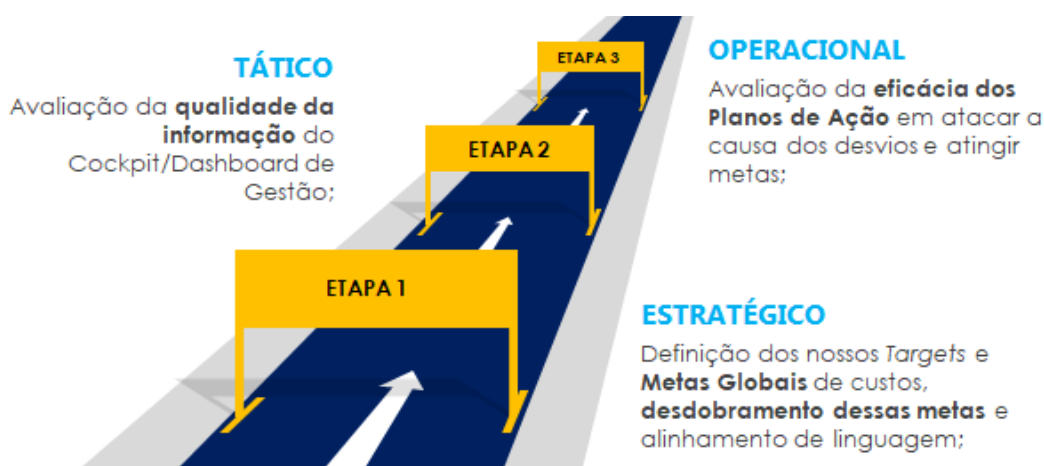 TÁTICO
Avaliação da qualidade da
informação do
Cockpit/Dashboard de
Gestão;
OPERACIONAL
Avaliação da eficácia dos
Planos de Ação em atacar a
causa dos desvios e atingir
metas;
ETAPA 3
ETAPA 2
ETAPA 1
ESTRATÉGICO
Definição dos nossos Targets e
Metas Globais de custos,
desdobramento dessas metas e
alinhamento de linguagem;